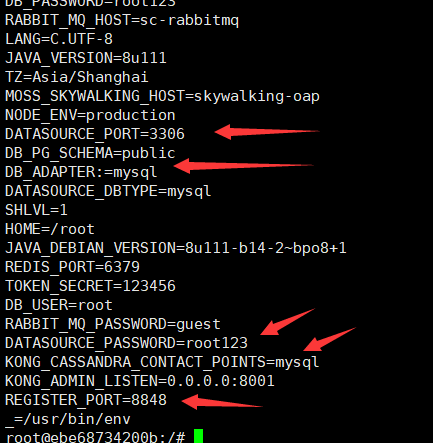 DB_PASSWORD=root123
RABBIT_MQ_HOST=sc-rabbitmq
LANG=C.UTF-8
JAVA_VERSION=8u111
TZ=Asia/Shanghai
MOSS_SKYWALKING_HOST=skywalking-oap
NODE_ENV=production
DATASOURCE_PORT=3306
DB_PG_SCHEMA=public
DB_ADAPTER:=mysql
DATASOURCE_DBTYPE=mysql
SHLVL=1
HOME=/root
JAVA_DEBIAN_VERSION=8u111-b14-2~bpo8+1
REDIS_PORT=6379
TOKEN_SECRET=123456
DB_USER=root
RABBIT_MQ_PASSWORD=guest
DATASOURCE_PASSWORD=root123
KONG_CASSANDRA_CONTACT_POINTS=mysql
KONG_ADMIN_LISTEN=0.0.0.0:8001
REGISTER_PORT=8848
_=/usr/bin/env
root@ebe68734200b:/#